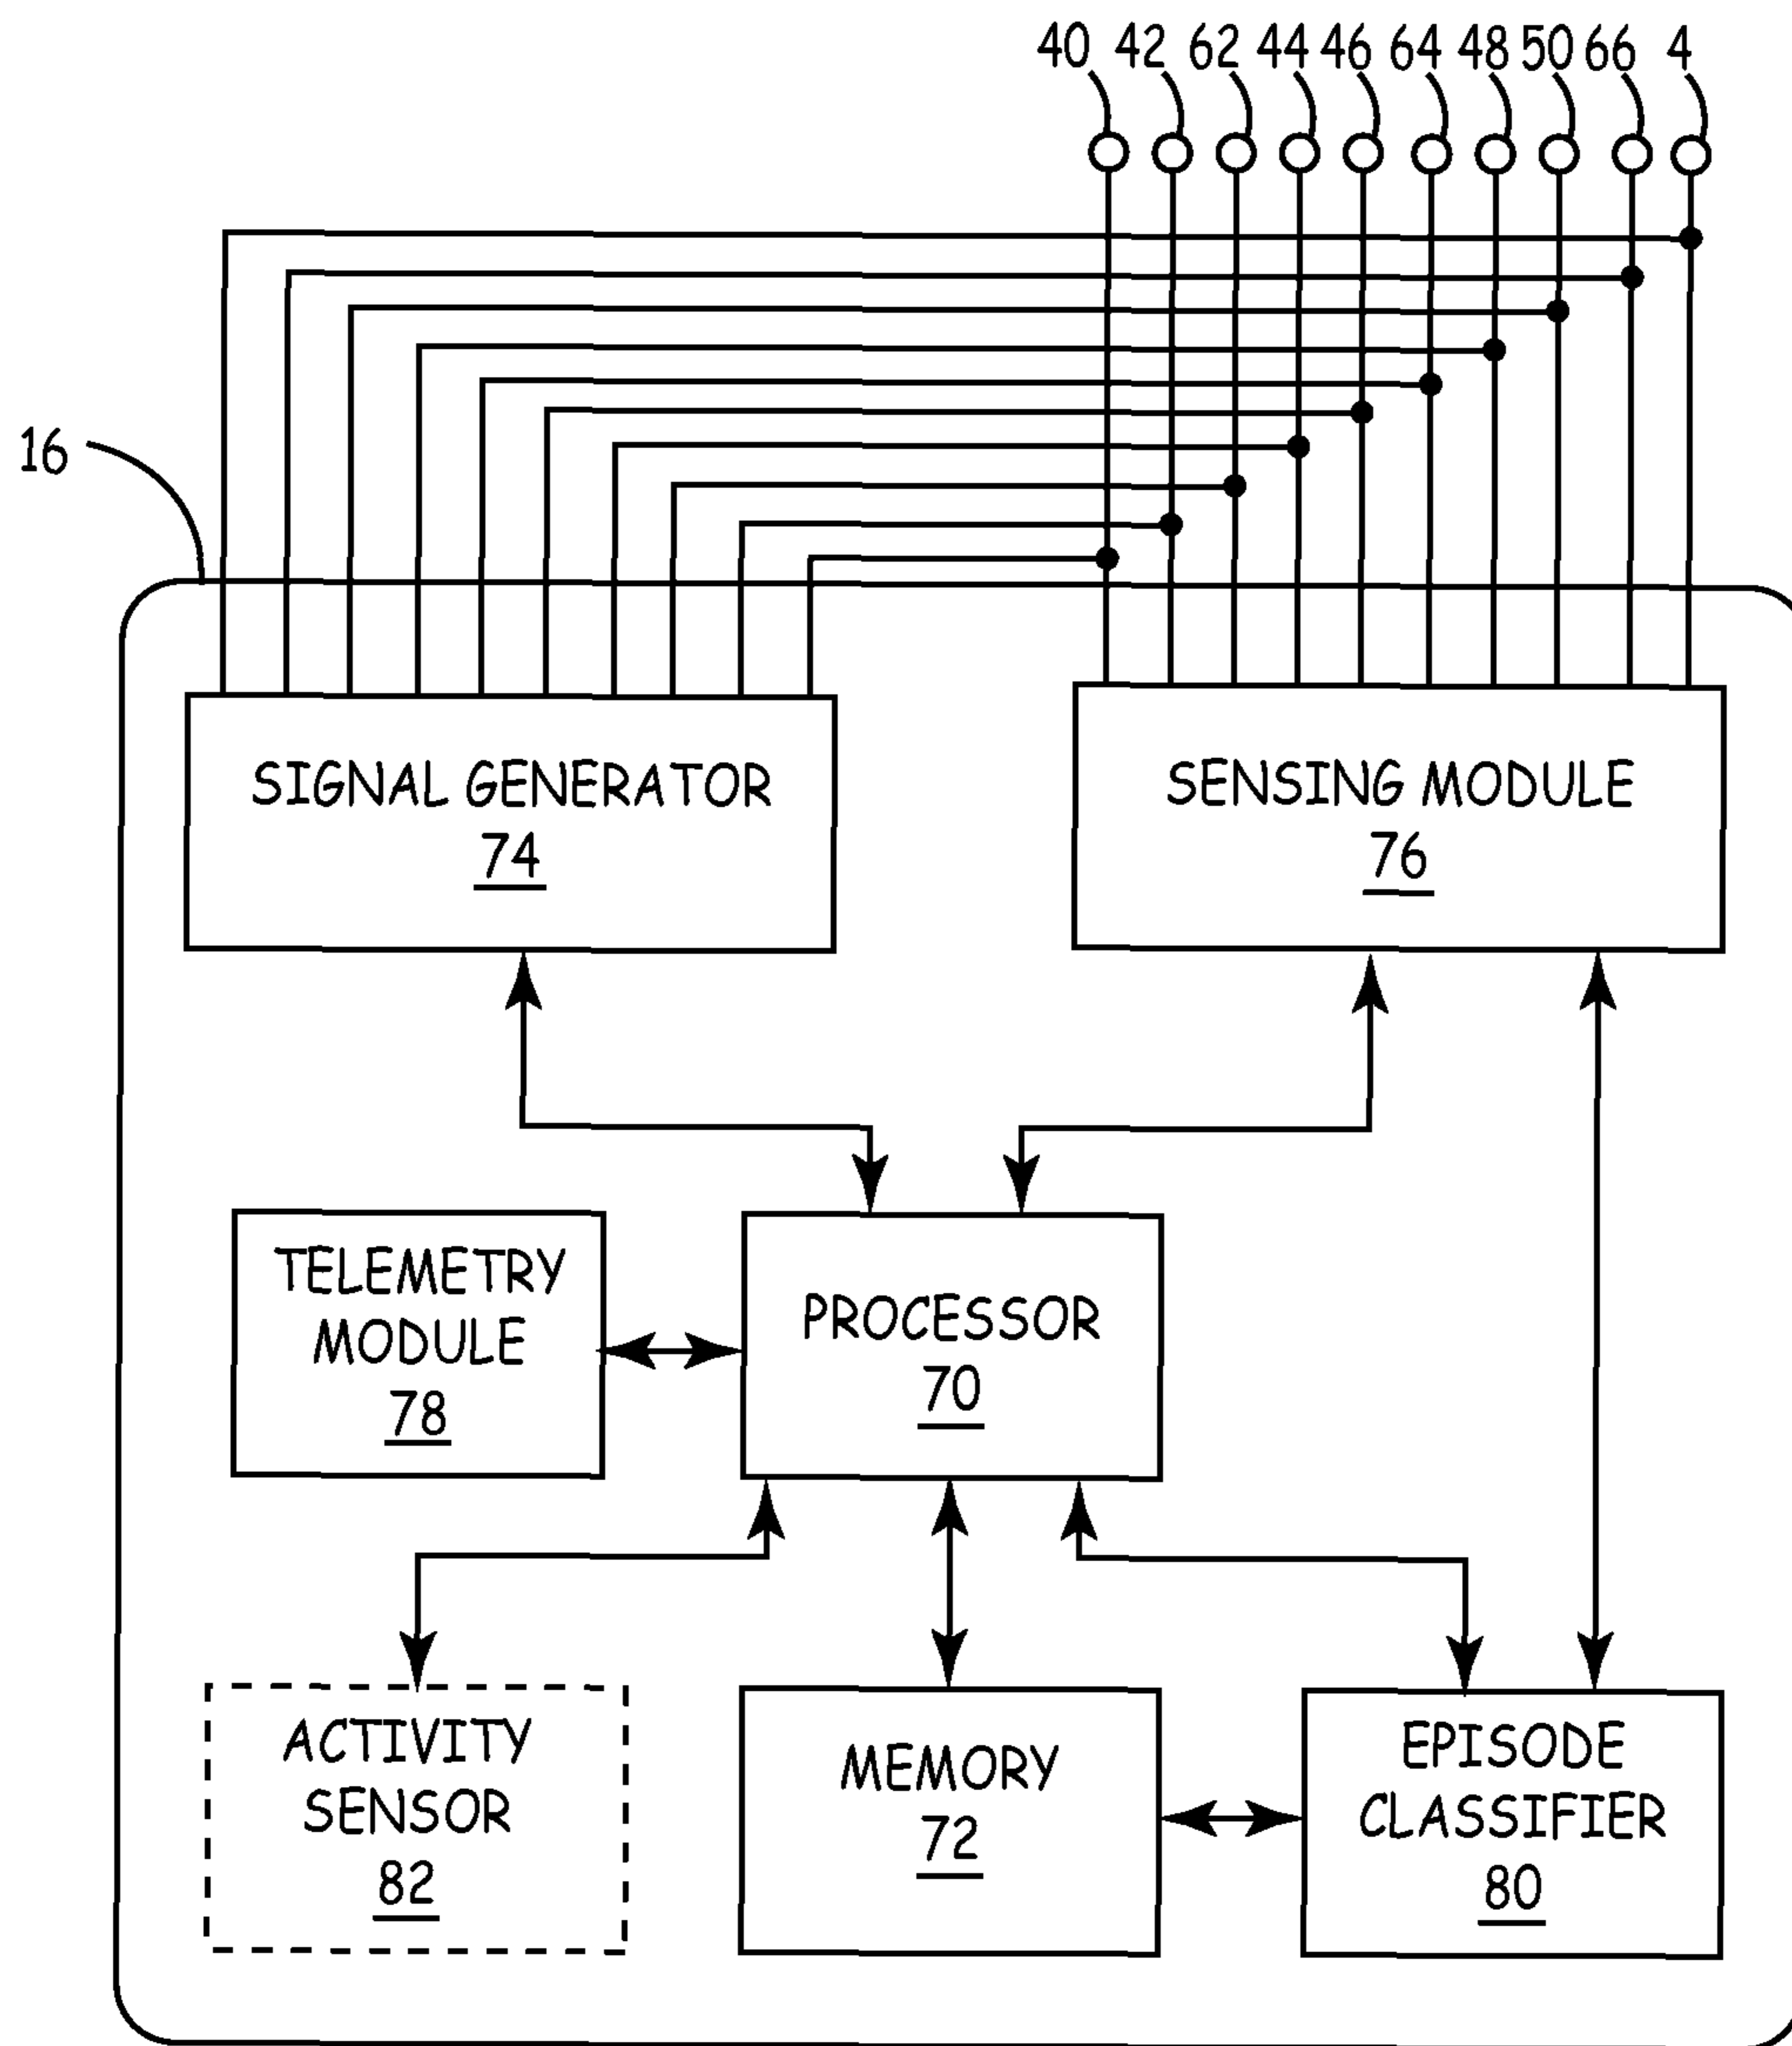 40 42 62 44 46 64 48 50 66 4
16
SIGNAL GENERATOR
74
SENSING MODULE
76
TELEMETRY
MODULE
78
PROCESSOR
70
ACTIVITY
SENSOR
82
MEMORY
72
EPISODE
CLASSIFIER
80